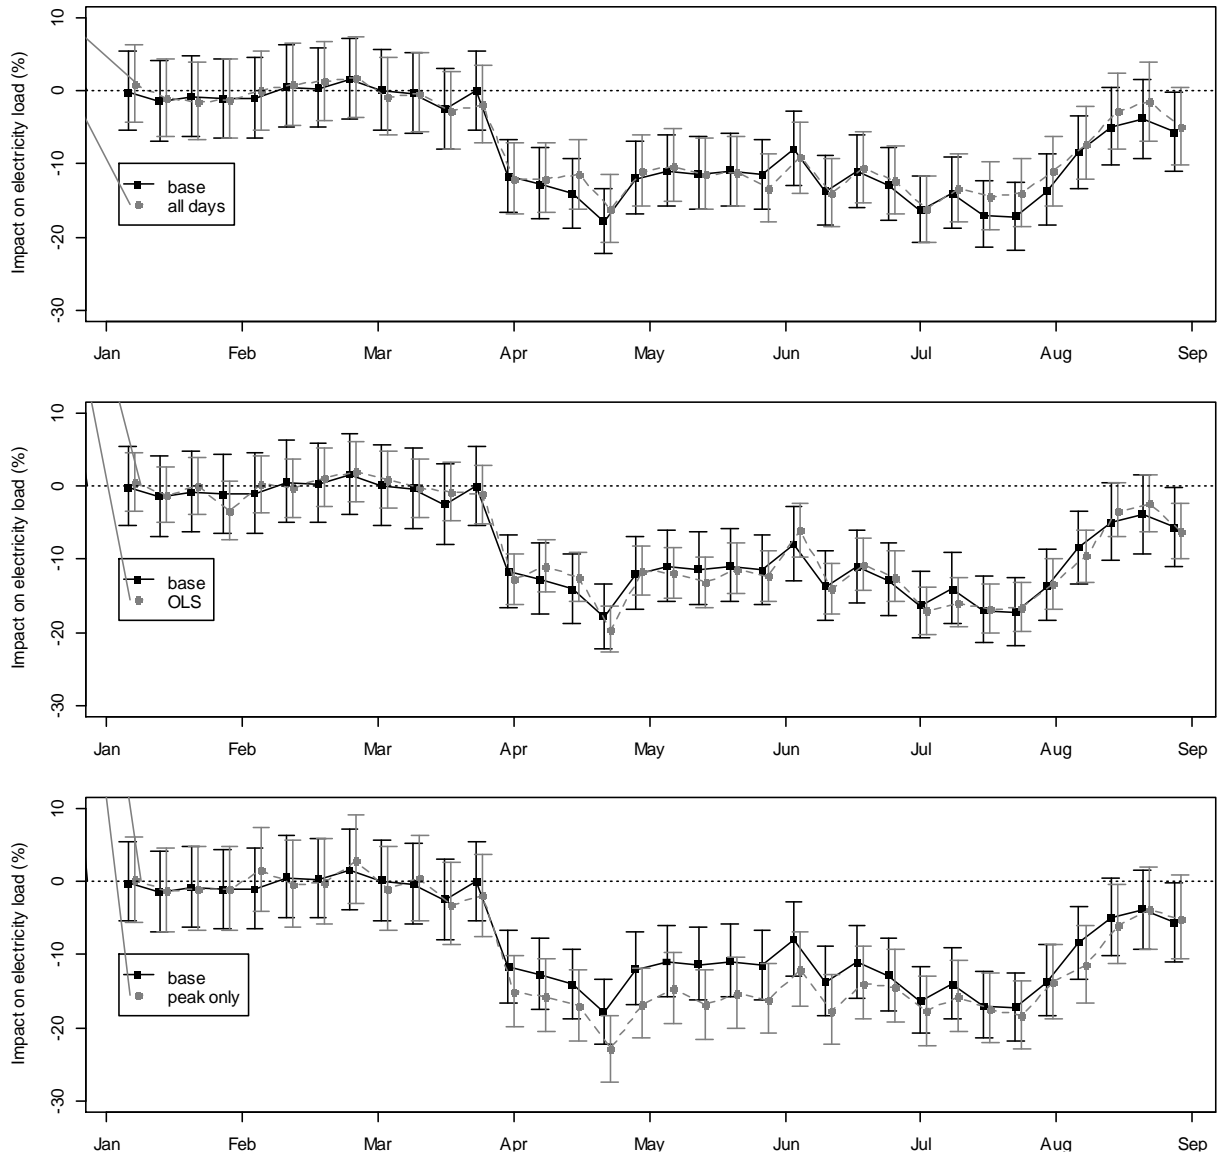 Impact on electricity load (%)
10
0
-10
-20
-30
base
all days
Jan Feb Mar Apr May Jun Jul Aug Sep
Impact on electricity load (%)
10
0
-10
-20
-30
base
OLS
Jan Feb Mar Apr May Jun Jul Aug Sep
Impact on electricity load (%)
10
0
-10
-20
-30
base
peak only
Jan Feb Mar Apr May Jun Jul Aug Sep